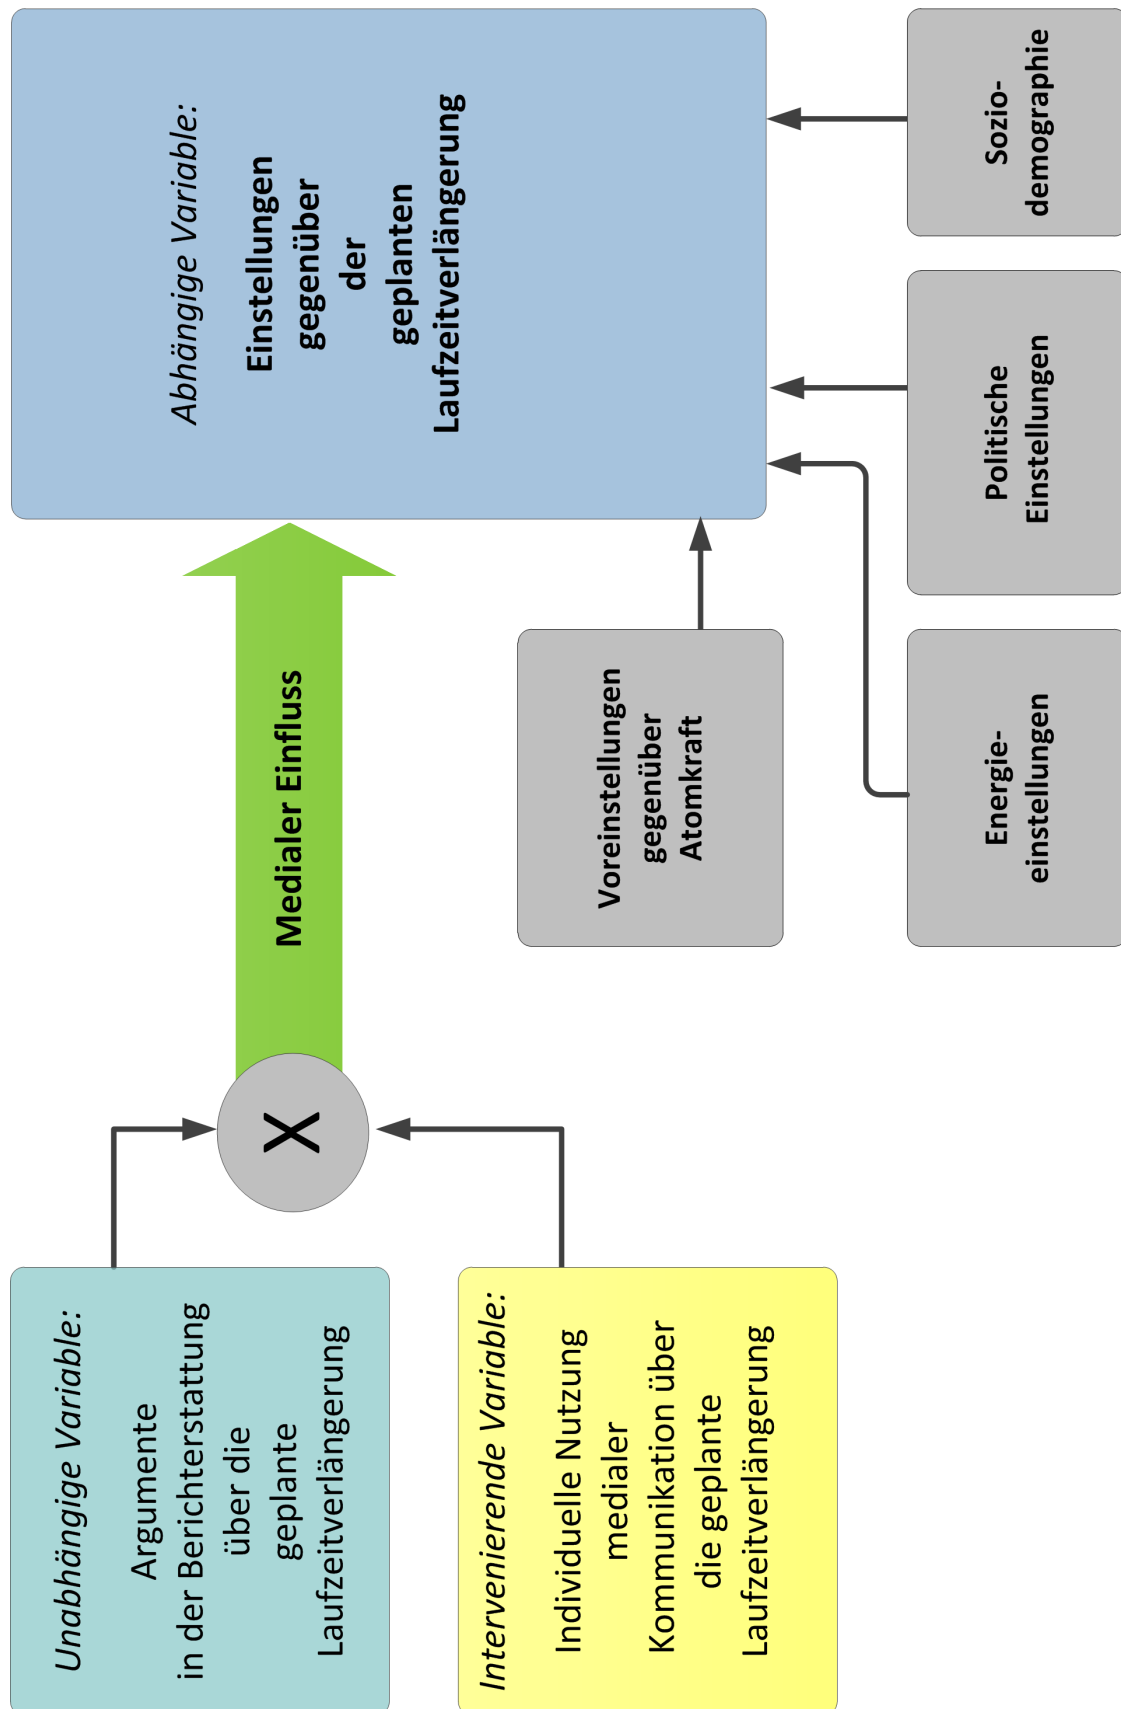 Unabhängige Variable:
Argumente
in der Berichterstattung
über die
geplante
Laufzeitverlängerung
Intervenierende Variable:
Individuelle Nutzung
medialer
Kommunikation über
die geplante
Laufzeitverlängerung
X
Medialer Einfluss
Abhängige Variable:
Einstellungen
gegenüber
der
geplanten
Laufzeitverlängerung
Voreinstellungen
gegenüber
Atomkraft
Energie-
einstellungen
Politische
Einstellungen
Sozio-
demographie